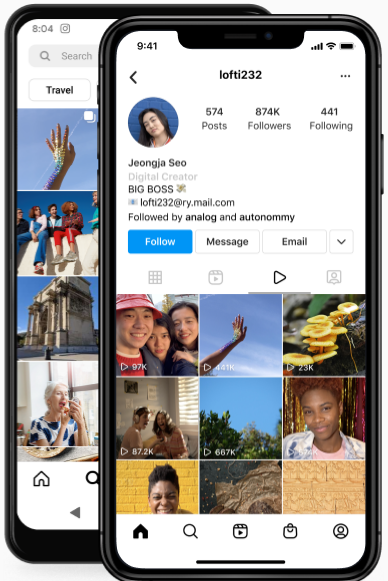 8:04
Search
Travel
9:41
lofti232
574 874K 441
Posts Followers Following
Jeongja Seo
Digital Creator
BIG BOSS
lofti232@ry.mail.com
Followed by analog and autonommy
Follow Message Email
97K 441K 23K
87.2K 667K